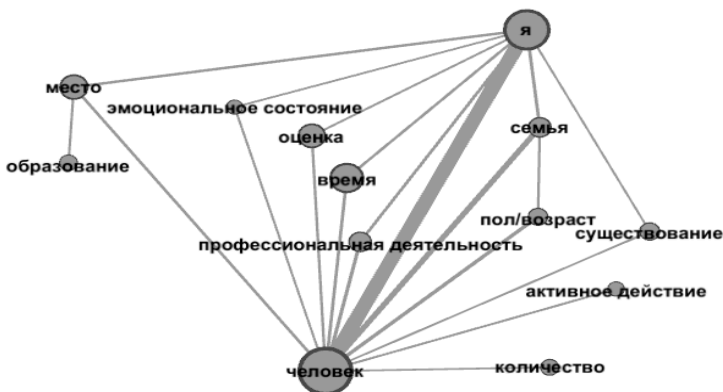 я
место
эмоциональное состояние
оценка
семья
образование
время
пол/возраст
существование
профессиональная деятельность
активное действие
человек
количество